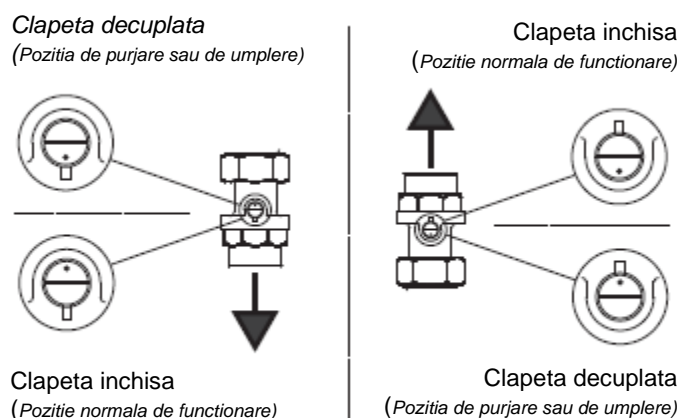 Clapeta decuplata
(Pozitia de purjare sau de umplere)
Clapeta inchisa
(Pozitie normala de functionare)
Clapeta inchisa
(Pozitie normala de functionare)
Clapeta decuplata
(Pozitia de purjare sau de umplere)